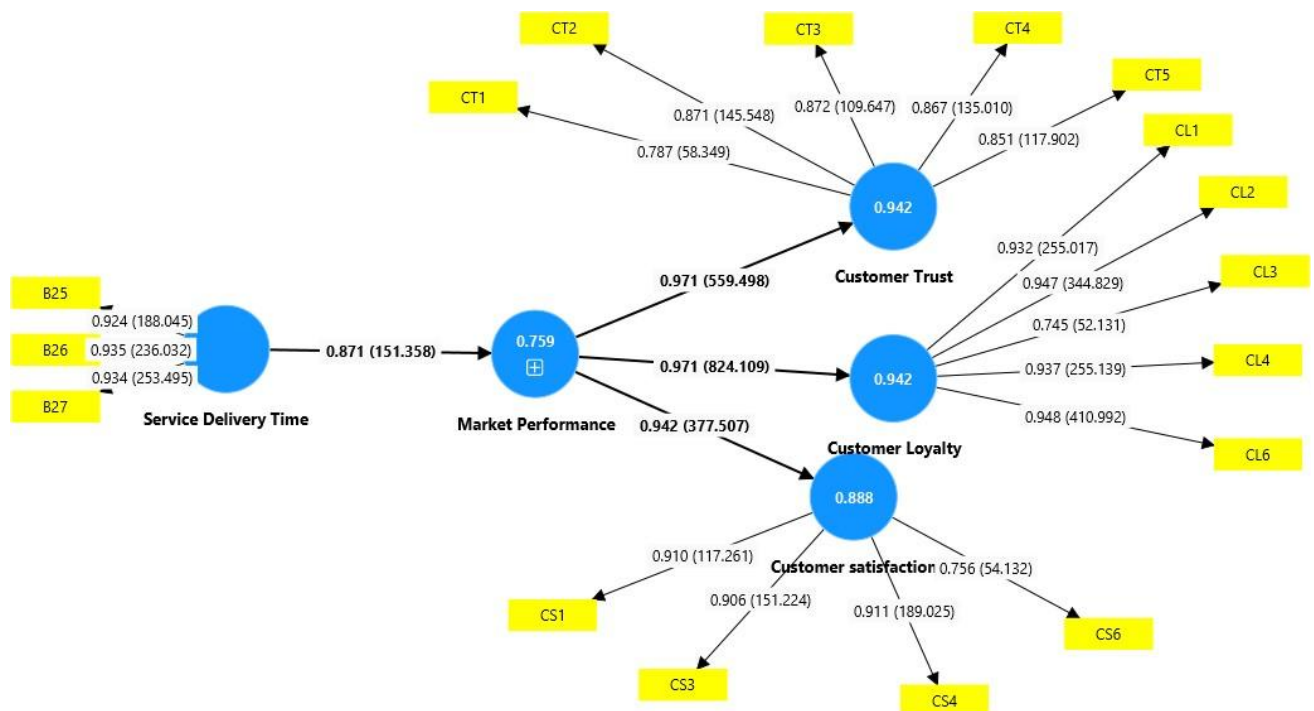 CT2
CT3
CT4
CT5
CT1
CL1
0.871 (145.548)
0.872 (109.647)
0.867 (135.010)
0.851 (117.902)
0.787 (58.349)
CL2
0.942
0.932 (255.017)
Customer Trust
CL3
0.971 (559.498)
0.947 (344.829)
B25
0.924 (188.045)
0.745 (52.131)
B26
0.935 (236.032)
0.871 (151.358)
0.759
0.971 (824.109)
0.942
0.937 (255.139)
CL4
0.934 (253.495)
B27
Service Delivery Time
Market Performance
0.942 (377.507)
0.948 (410.992)
Customer Loyalty
CL6
0.888
0.910 (117.261)
Customer satisfaction
0.756 (54.132)
0.906 (151.224)
0.911 (189.025)
CS1
CS6
CS3
CS4